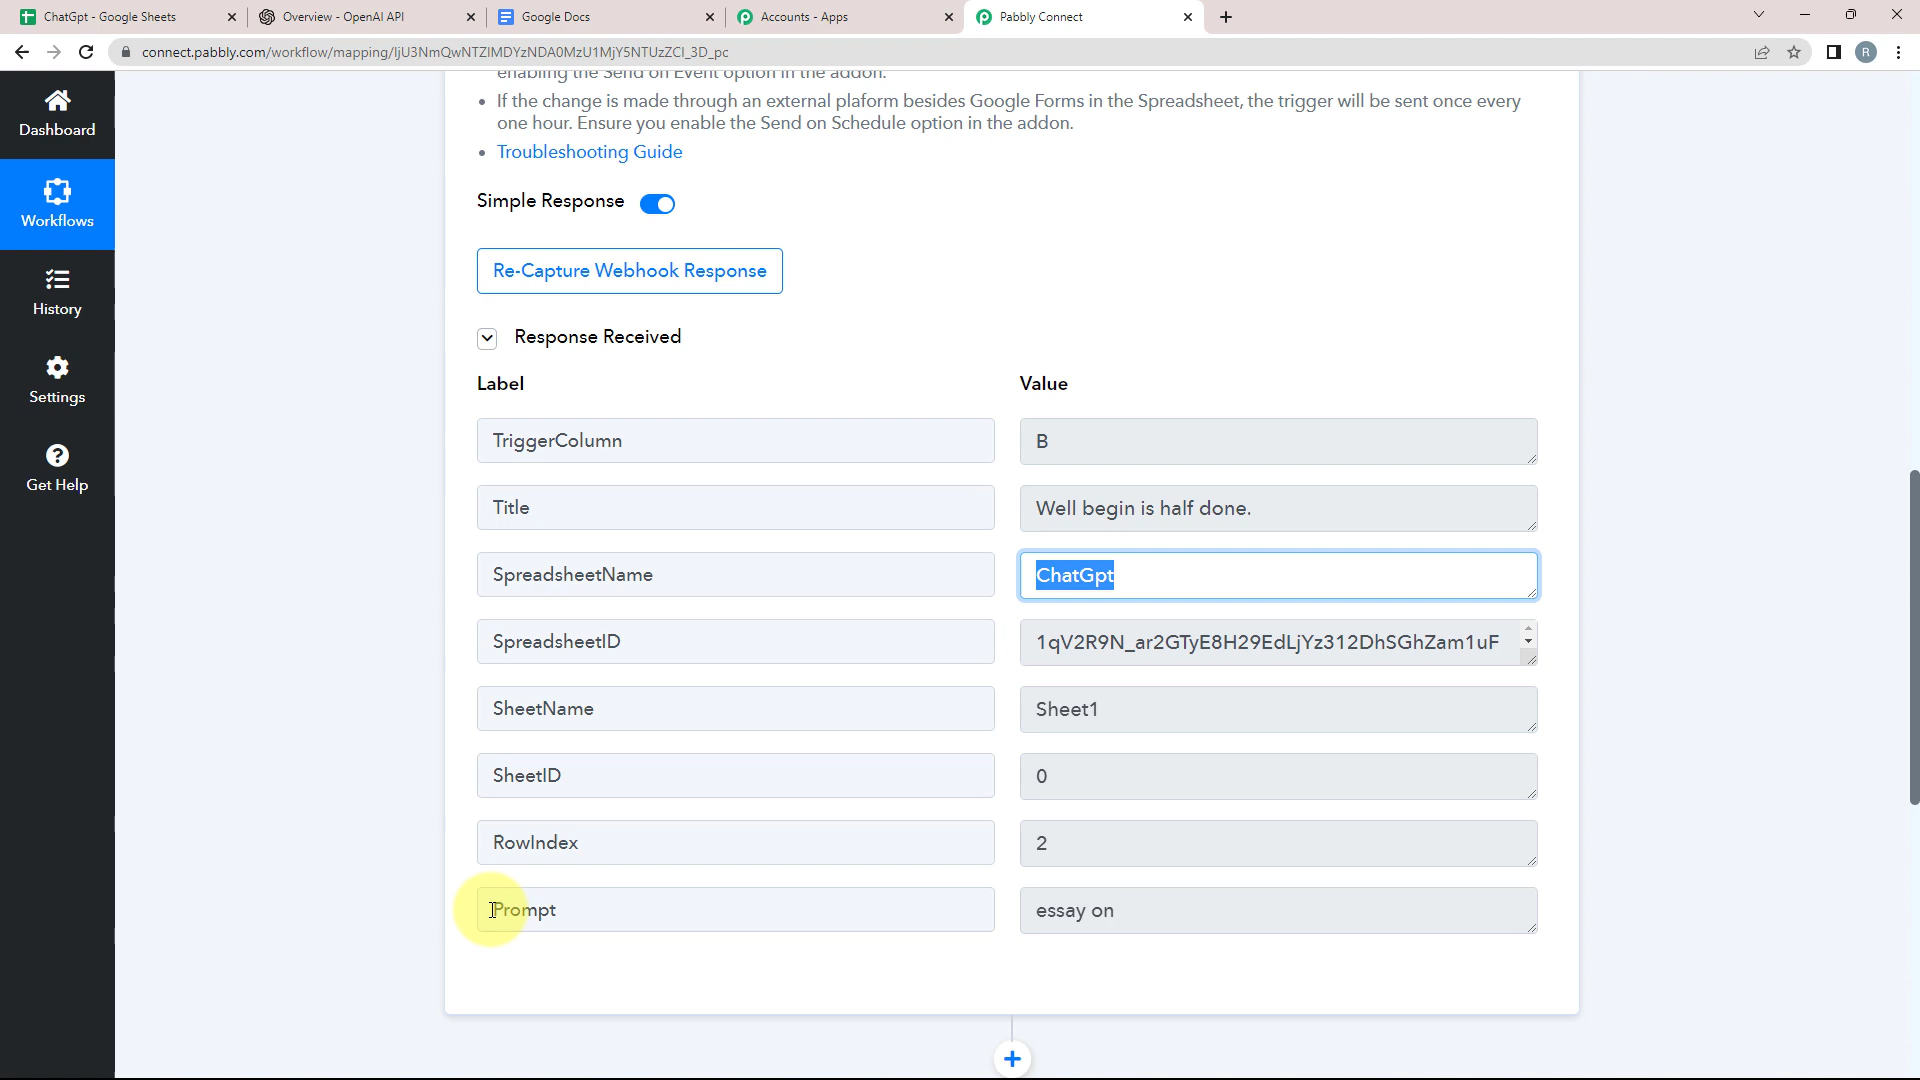 ChatGpt - Google Sheets
Overview - OpenAI API
Google Docs
Accounts - Apps
Pabbly Connect
connect.pabbly.com/workflow/mapping/IjU3NmQwNTZlMDYzNDA0MzU1MjY5NTUzZCI_3D_pc
R
Dashboard
Workflows
History
Settings
Get Help
enabling the Send on Event option in the addon.
If the change is made through an external plaform besides Google Forms in the Spreadsheet, the trigger will be sent once every
one hour. Ensure you enable the Send on Schedule option in the addon.
Troubleshooting Guide
Simple Response
Re-Capture Webhook Response
Response Received
Label Value
TriggerColumn B
Title Well begin is half done.
SpreadsheetName ChatGpt
SpreadsheetID 1qV2R9N_ar2GTyE8H29EdLjYz312DhSGhZam1uF
SheetName Sheet1
SheetID 0
RowIndex 2
Prompt essay on